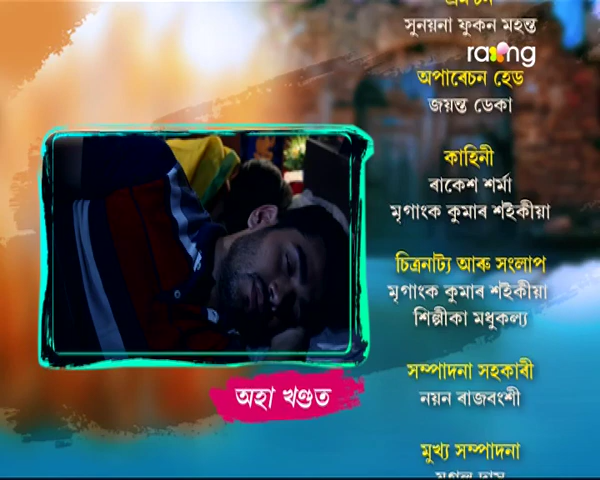 সুনয়না ফুকন মহন্ত
rang
অপাৰেচন হেড
জয়ন্ত ডেকা
কাহিনী
ৰাকেশ শৰ্মা
মৃগাংক কুমাৰ শইকীয়া
চিত্ৰনাট্য আৰু সংলাপ
মৃগাংক কুমাৰ শইকীয়া
শিল্পীকা মধুকল্য
সম্পাদনা সহকাৰী
নয়ন ৰাজবংশী
মুখ্য সম্পাদনা
অহা খণ্ডত